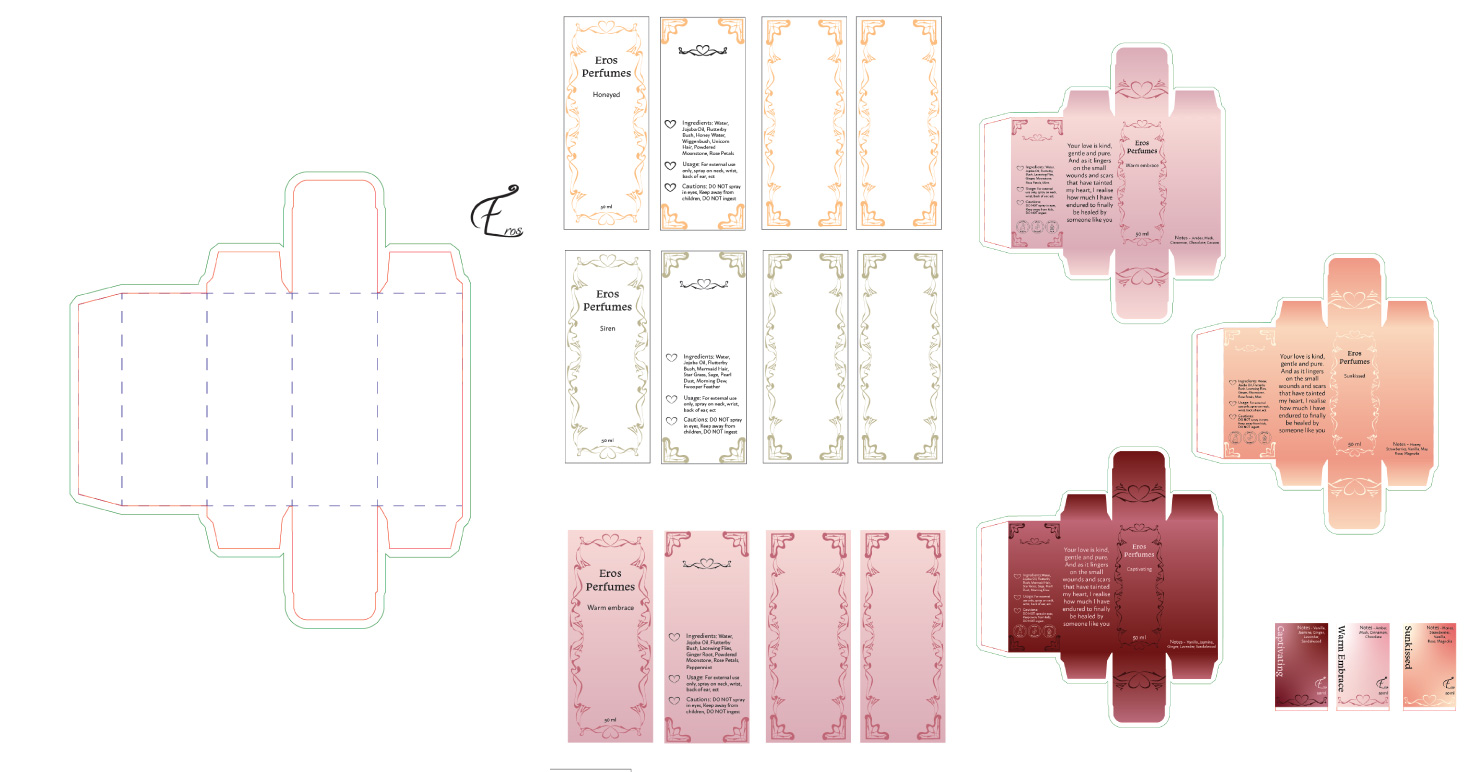 Eros
Eros
Perfumes
Honeyed
50 ml
Ingredients: Water,
Jojoba Oil, Flutterby
Bush, Honey Water,
Wiggenbush, Unicorn
Hair, Powdered
Moonstone, Rose Petals
Usage: For external use
only, spray on neck, wrist,
back of ear, ect
Cautions: DO NOT spray
in eyes, Keep away from
children, DO NOT ingest
Eros
Perfumes
Siren
50 ml
Ingredients: Water,
Jojoba Oil, Flutterby
Bush, Mermaid Hair,
Star Grass, Sage, Pearl
Dust, Morning Dew,
Fwooper Feather
Usage: For external use
only, spray on neck, wrist,
back of ear, ect
Cautions: DO NOT spray
in eyes, Keep away from
children, DO NOT ingest
Eros
Perfumes
Warm embrace
50 ml
Ingredients: Water,
Jojoba Oil, Flutterby
Bush, Lacewing Flies,
Ginger Root, Powdered
Moonstone, Rose Petals,
Peppermint
Usage: For external use
only, spray on neck, wrist,
back of ear, ect
Cautions: DO NOT spray
in eyes, Keep away from
children, DO NOT ingest
Your love is kind,
gentle and pure.
And as it lingers
on the small
wounds and scars
that have tainted
my heart, I realise
how much I have
endured to finally
be healed by
someone like you
Eros
Perfumes
Warm embrace
50 ml
Notes - Amber, Musk,
Cinnamon, Chocolate
Your love is kind,
gentle and pure.
And as it lingers
on the small
wounds and scars
that have tainted
my heart, I realise
how much I have
endured to finally
be healed by
someone like you
Eros
Perfumes
Sunkissed
50 ml
Notes - Honey,
Strawberries, Vanilla, May
Rose, Magnolia
Your love is kind,
gentle and pure.
And as it lingers
on the small
wounds and scars
that have tainted
my heart, I realise
how much I have
endured to finally
be healed by
someone like you
Eros
Perfumes
Captivating
50 ml
Notes - Vanilla, Jasmine,
Ginger, Lavender, Sandalwood
Captivating
Notes - Vanilla,
Jasmine, Ginger,
Lavender,
Sandalwood
Eros
Warm Embrace
Notes - Amber,
Musk, Cinnamon,
Chocolate
Eros
Sunkissed
Strawberries,
Vanilla,
Rose, Magnolia
Eros